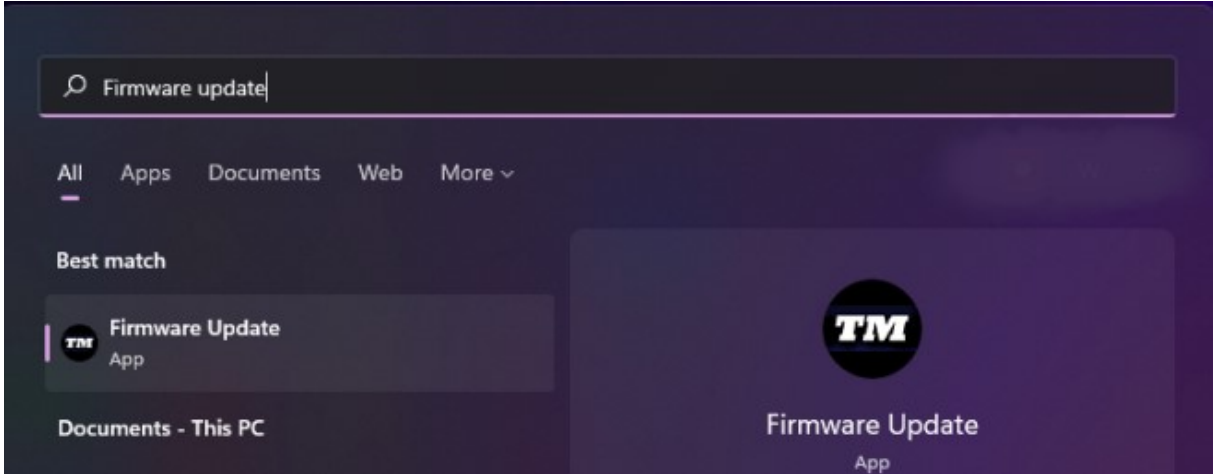 Firmware update
All Apps Documents Web More
Best match
TM
Firmware Update
App
TM
Documents - This PC
Firmware Update
App